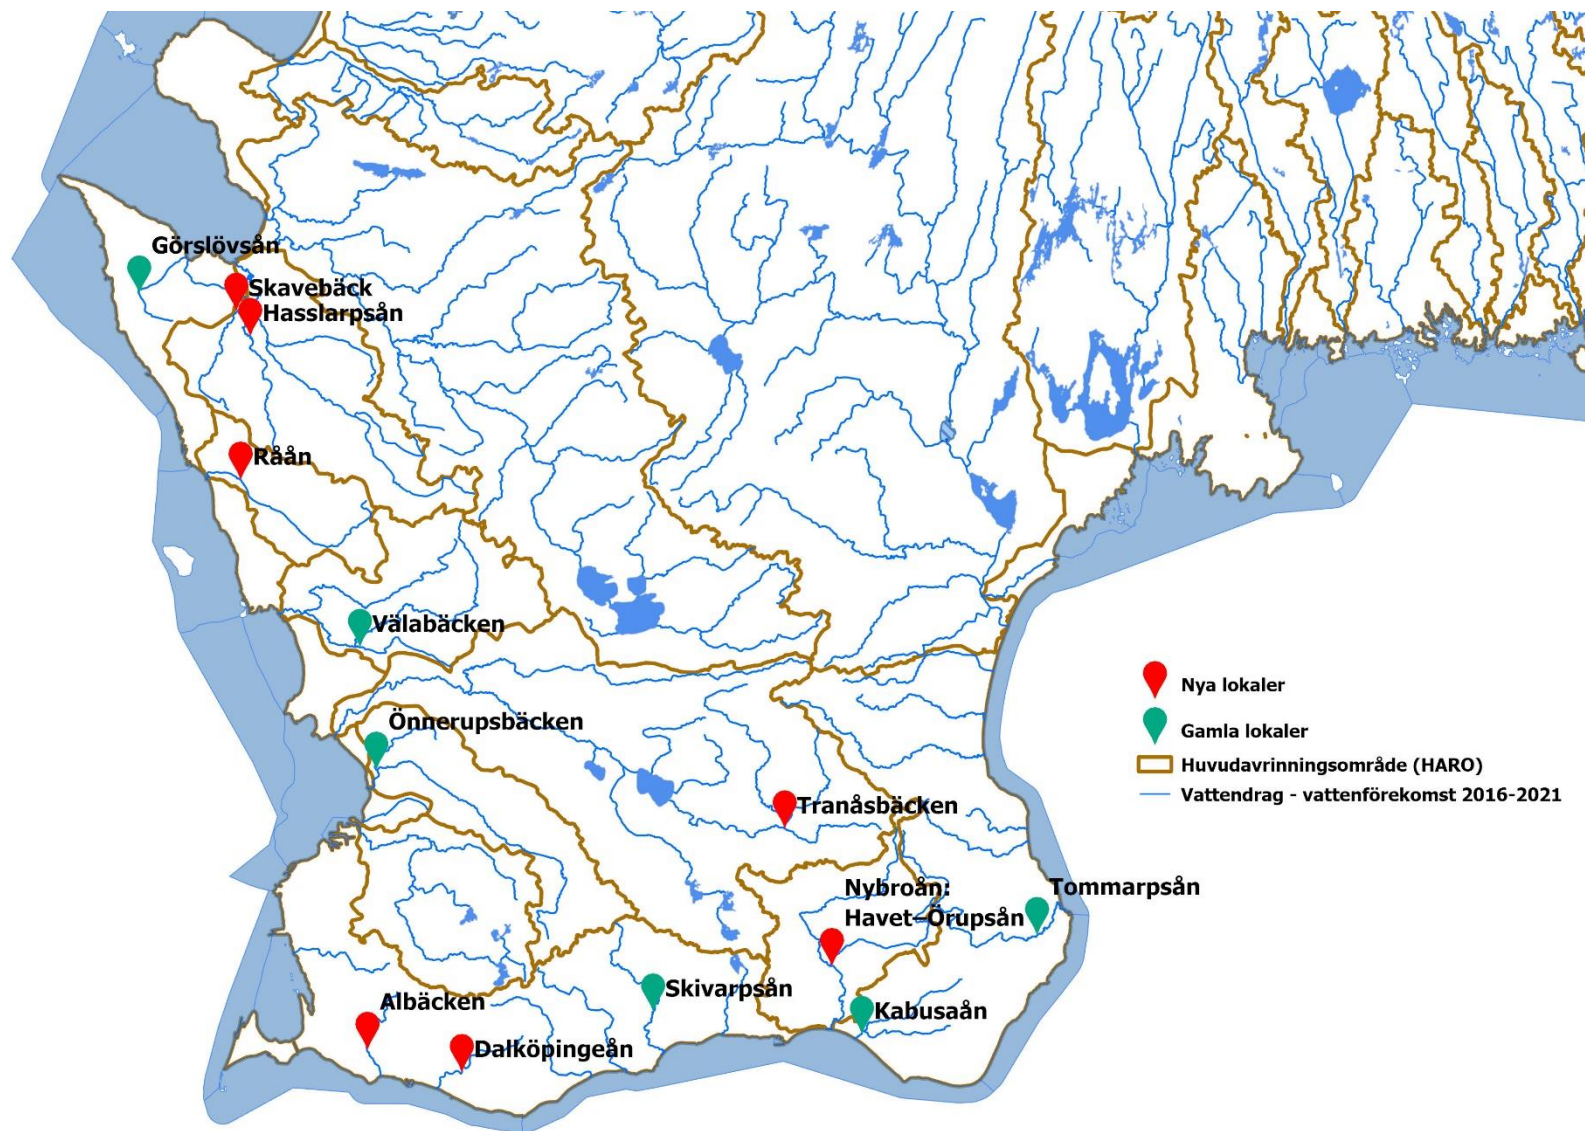 Görslövsån
Skavebäck
Hasslarpsån
Råån
Välabäcken
Önnerupsbäcken
Nya lokaler
Gamla lokaler
Huvudavrinningsområde (HARO)
Vattendrag - vattenförekomst 2016-2021
Tranåsbäcken
Nybroån:
Havet–Örupsån
Tommarpsån
Skivarpsån
Kabusaån
Albäcken
Dalköpingeån